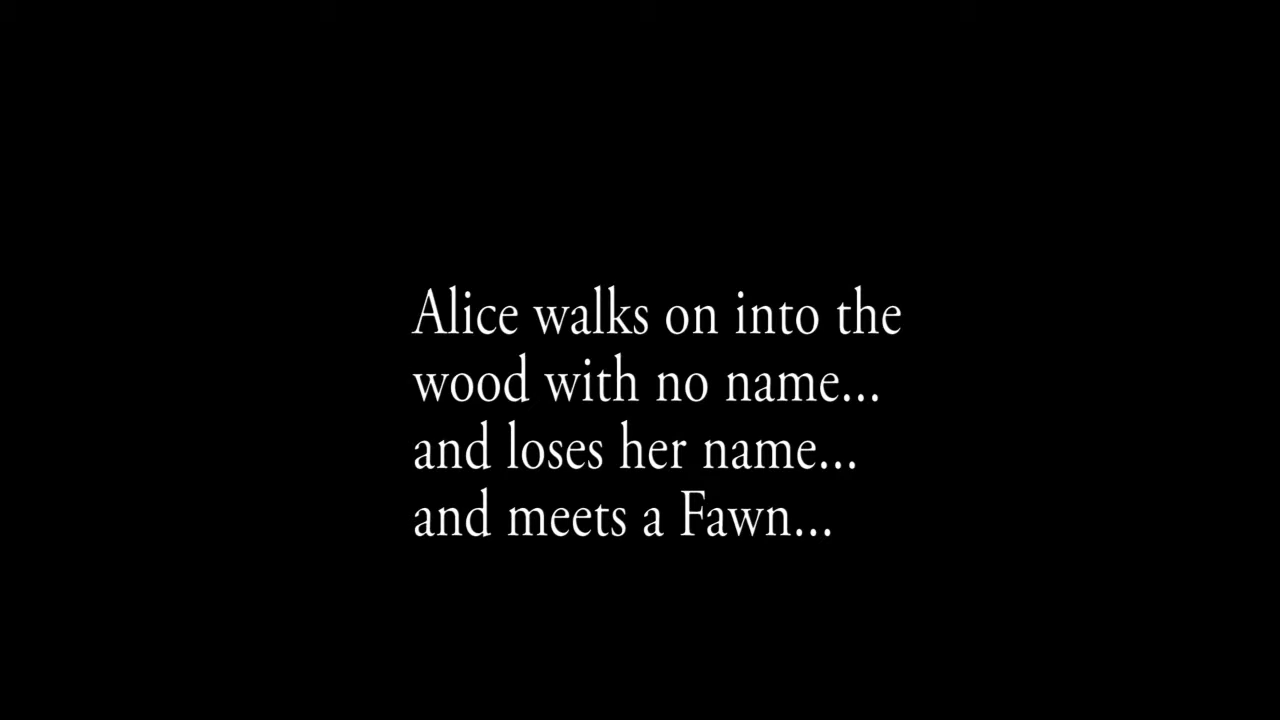 Alice walks on into the
wood with no name...
and loses her name...
and meets a Fawn...